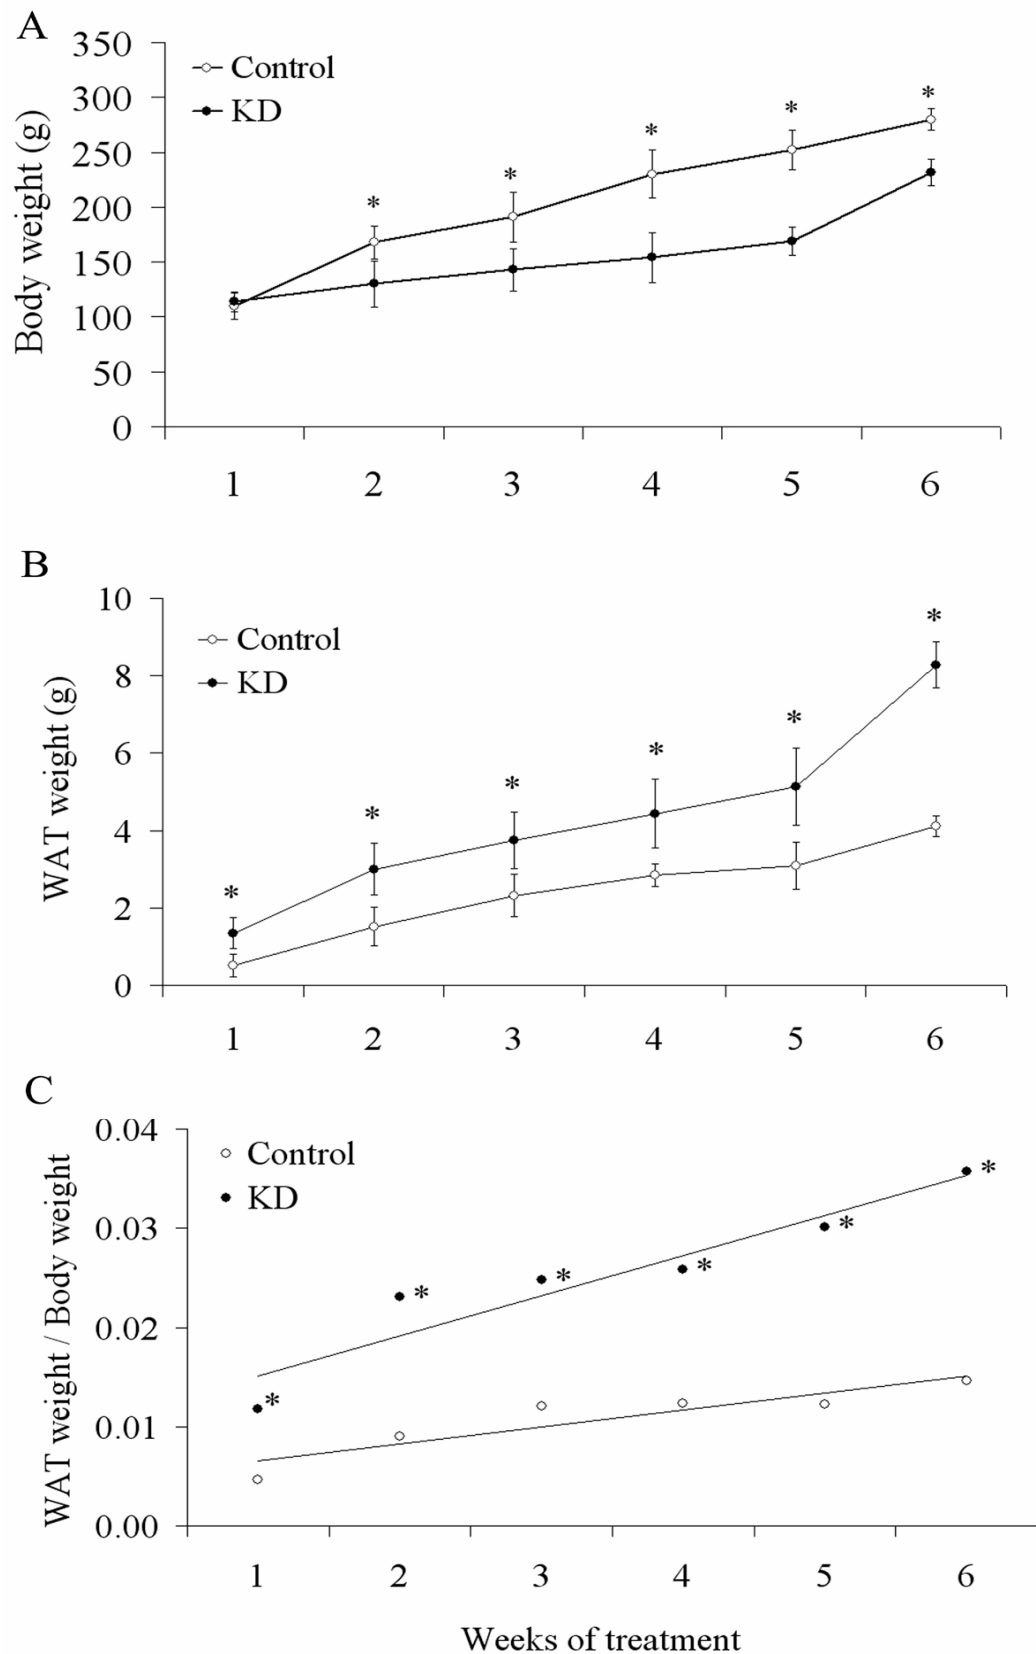 A
Body weight (g)
350
300
250
200
150
100
50
0
Control
KD
*
*
*
*
*
1 2 3 4 5 6
B
WAT weight (g)
10
8
6
4
2
0
Control
KD
*
*
*
*
*
*
1 2 3 4 5 6
C
WAT weight / Body weight
0.04
0.03
0.02
0.01
0.00
Control
KD
*
*
*
*
*
*
1 2 3 4 5 6
Weeks of treatment